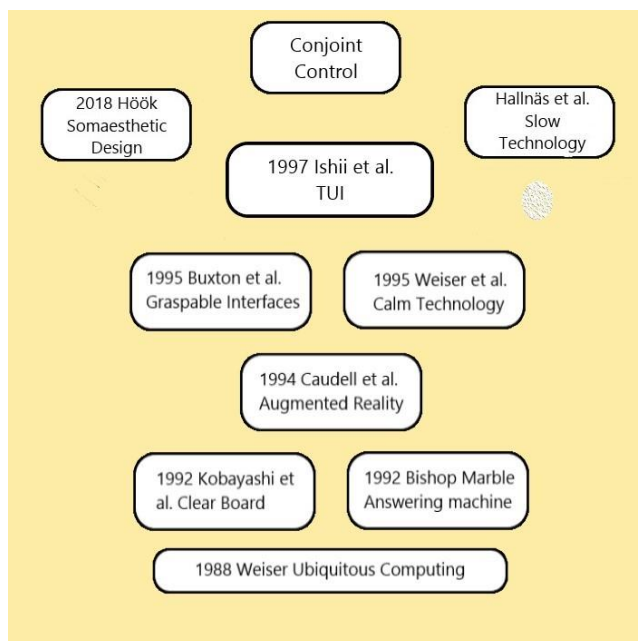 Conjoint
Control
2018 Höök
Somaesthetic
Design
Hallnäs et al.
Slow
Technology
1997 Ishii et al.
TUI
1995 Buxton et al.
Graspable Interfaces
1995 Weiser et al.
Calm Technology
1994 Caudell et al.
Augmented Reality
1992 Kobayashi et
al. Clear Board
1992 Bishop Marble
Answering machine
1988 Weiser Ubiquitous Computing